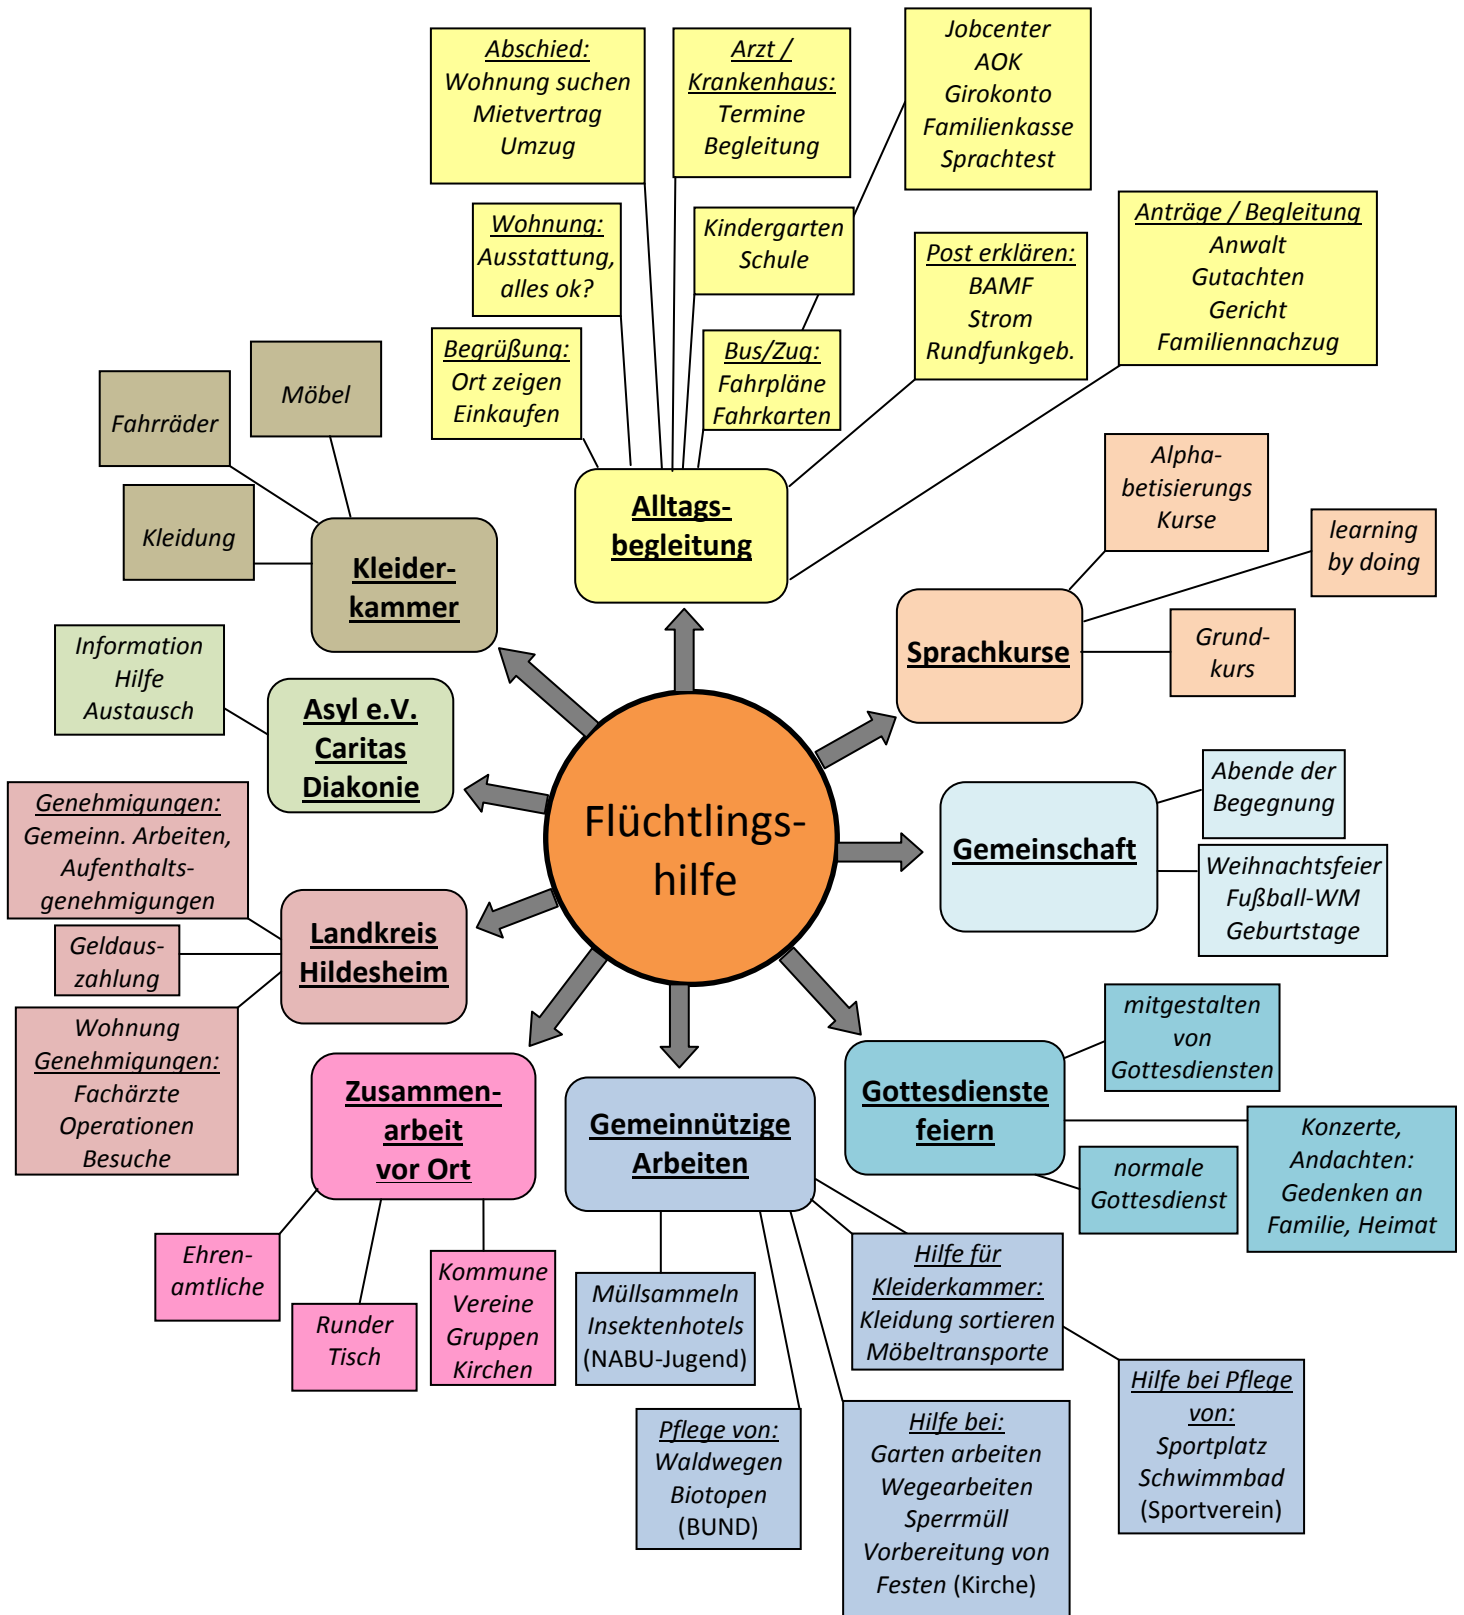 Abschied:
Wohnung suchen
Mietvertrag
Umzug
Arzt /
Krankenhaus:
Termine
Begleitung
Jobcenter
AOK
Girokonto
Familienkasse
Sprachtest
Wohnung:
Ausstattung,
alles ok?
Kindergarten
Schule
Post erklären:
BAMF
Strom
Rundfunkgeb.
Anträge / Begleitung
Anwalt
Gutachten
Gericht
Familiennachzug
Begrüßung:
Ort zeigen
Einkaufen
Bus/Zug:
Fahrpläne
Fahrkarten
Möbel
Fahrräder
Kleidung
Kleider-
kammer
Alltags-
begleitung
Alpha-
betisierungs
Kurse
learning
by doing
Grund-
kurs
Sprachkurse
Information
Hilfe
Austausch
Asyl e.V.
Caritas
Diakonie
Flüchtlings-
hilfe
Gemeinschaft
Abende der
Begegnung
Weihnachtsfeier
Fußball-WM
Geburtstage
Genehmigungen:
Gemeinn. Arbeiten,
Aufenthalts-
genehmigungen
Geldaus-
zahlung
Wohnung
Genehmigungen:
Fachärzte
Operationen
Besuche
Landkreis
Hildesheim
Zusammen-
arbeit
vor Ort
Gemeinnützige
Arbeiten
Gottesdienste
feiern
mitgestalten
von
Gottesdiensten
normale
Gottesdienst
Konzerte,
Andachten:
Gedenken an
Familie, Heimat
Ehren-
amtliche
Runder
Tisch
Kommune
Vereine
Gruppen
Kirchen
Müllsammeln
Insektenhotels
(NABU-Jugend)
Hilfe für
Kleiderkammer:
Kleidung sortieren
Möbeltransporte
Pflege von:
Waldwegen
Biotopen
(BUND)
Hilfe bei:
Garten arbeiten
Wegearbeiten
Sperrmüll
Vorbereitung von
Festen (Kirche)
Hilfe bei Pflege
von:
Sportplatz
Schwimmbad
(Sportverein)